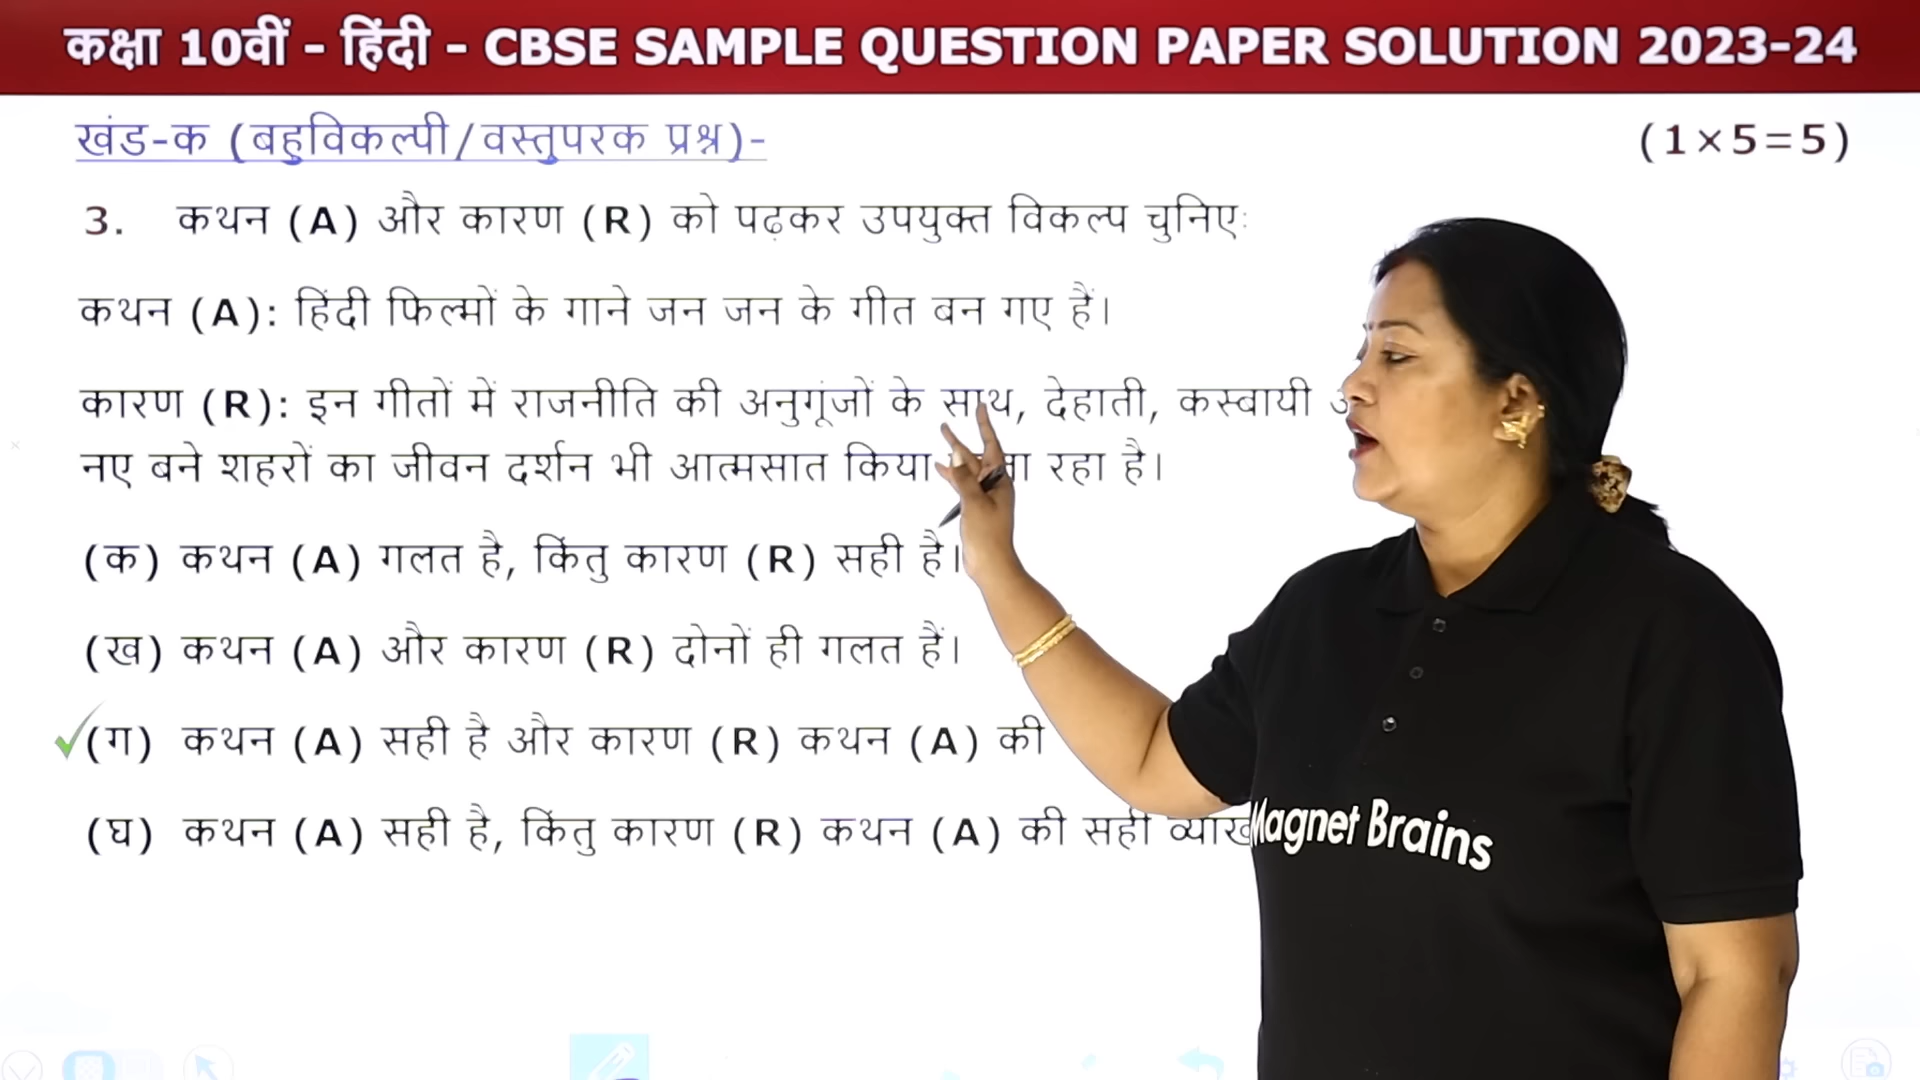 कक्षा 10वीं - हिंदी - CBSE SAMPLE QUESTION PAPER SOLUTION 2023-24
खंड-क (बहुविकल्पी/वस्तुपरक प्रश्न)-
(1×5=5)
3. कथन (A) और कारण (R) को पढ़कर उपयुक्त विकल्प चुनिए:
कथन (A): हिंदी फिल्मों के गाने जन जन के गीत बन गए हैं।
कारण (R): इन गीतों में राजनीति की अनुगूंजों के साथ, देहाती, कस्बायी
नए बने शहरों का जीवन दर्शन भी आत्मसात किया रहा है।
(क) कथन (A) गलत है, किंतु कारण (R) सही है।
(ख) कथन (A) और कारण (R) दोनों ही गलत हैं।
(ग) कथन (A) सही है और कारण (R) कथन (A) की
(घ) कथन (A) सही है, किंतु कारण (R) कथन (A) की सही
Magnet Brains